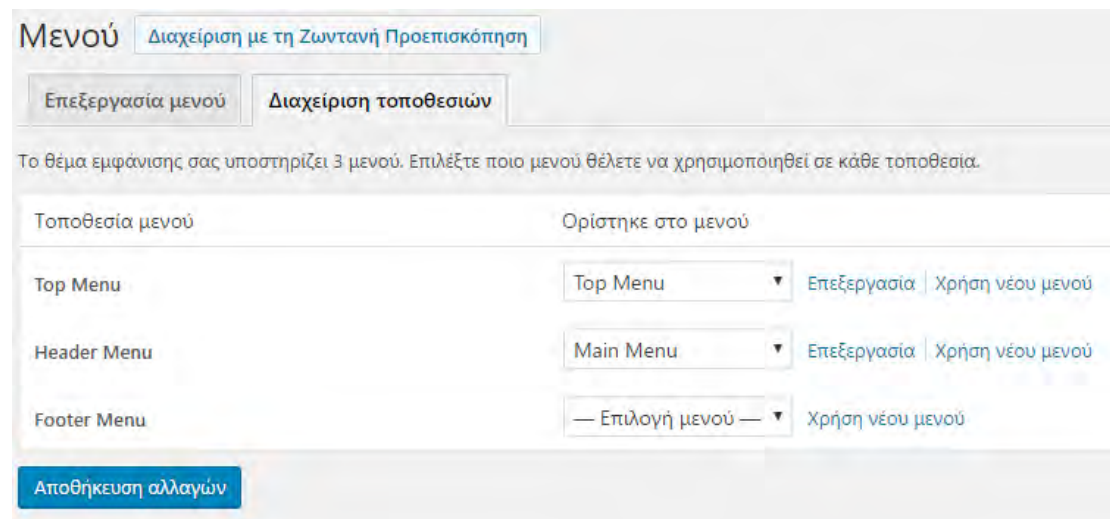 Μενού Διαχείριση με τη Ζωντανή Προεπισκόπηση
Επεξεργασία μενού Διαχείριση τοποθεσιών
Το θέμα εμφάνισης σας υποστηρίζει 3 μενού. Επιλέξτε ποιο μενού θέλετε να χρησιμοποιηθεί σε κάθε τοποθεσία.
Τοποθεσία μενού Ορίστηκε στο μενού
Top Menu Top Menu Επεξεργασία Χρήση νέου μενού
Header Menu Main Menu Επεξεργασία Χρήση νέου μενού
Footer Menu — Επιλογή μενού — Χρήση νέου μενού
Αποθήκευση αλλαγών